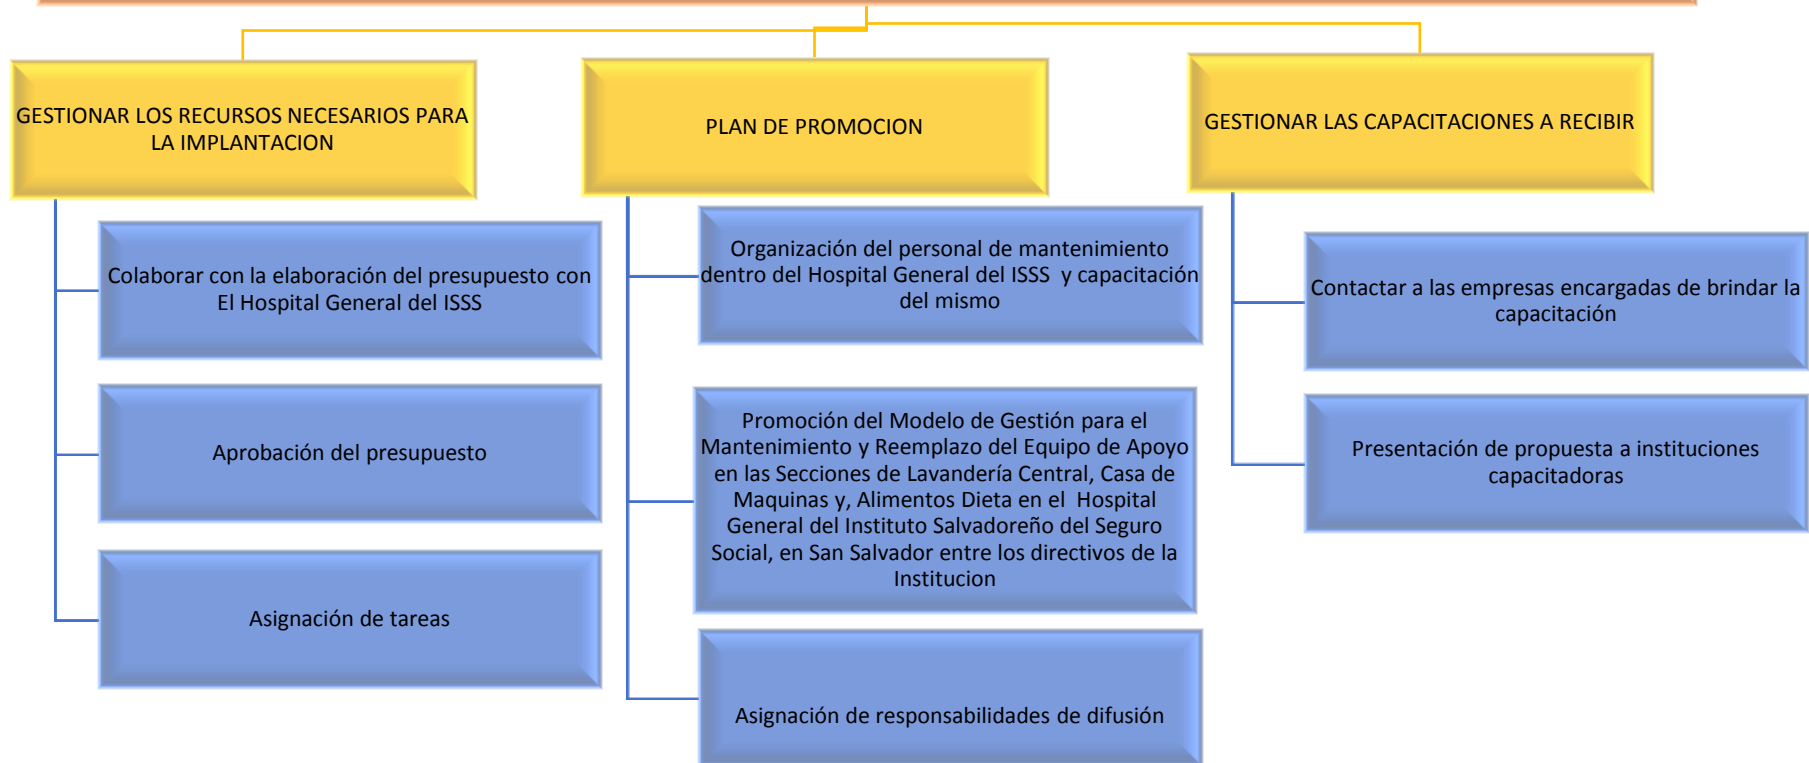 GESTIONAR LOS RECURSOS NECESARIOS PARA
LA IMPLANTACION
Colaborar con la elaboración del presupuesto con
El Hospital General del ISSS
Aprobación del presupuesto
Asignación de tareas
PLAN DE PROMOCION
Organización del personal de mantenimiento
dentro del Hospital General del ISSS y capacitación
del mismo
Promoción del Modelo de Gestión para el
Mantenimiento y Reemplazo del Equipo de Apoyo
en las Secciones de Lavandería Central, Casa de
Maquinas y, Alimentos Dieta en el Hospital
General del Instituto Salvadoreño del Seguro
Social, en San Salvador entre los directivos de la
Institucion
Asignación de responsabilidades de difusión
GESTIONAR LAS CAPACITACIONES A RECIBIR
Contactar a las empresas encargadas de brindar la
capacitación
Presentación de propuesta a instituciones
capacitadoras